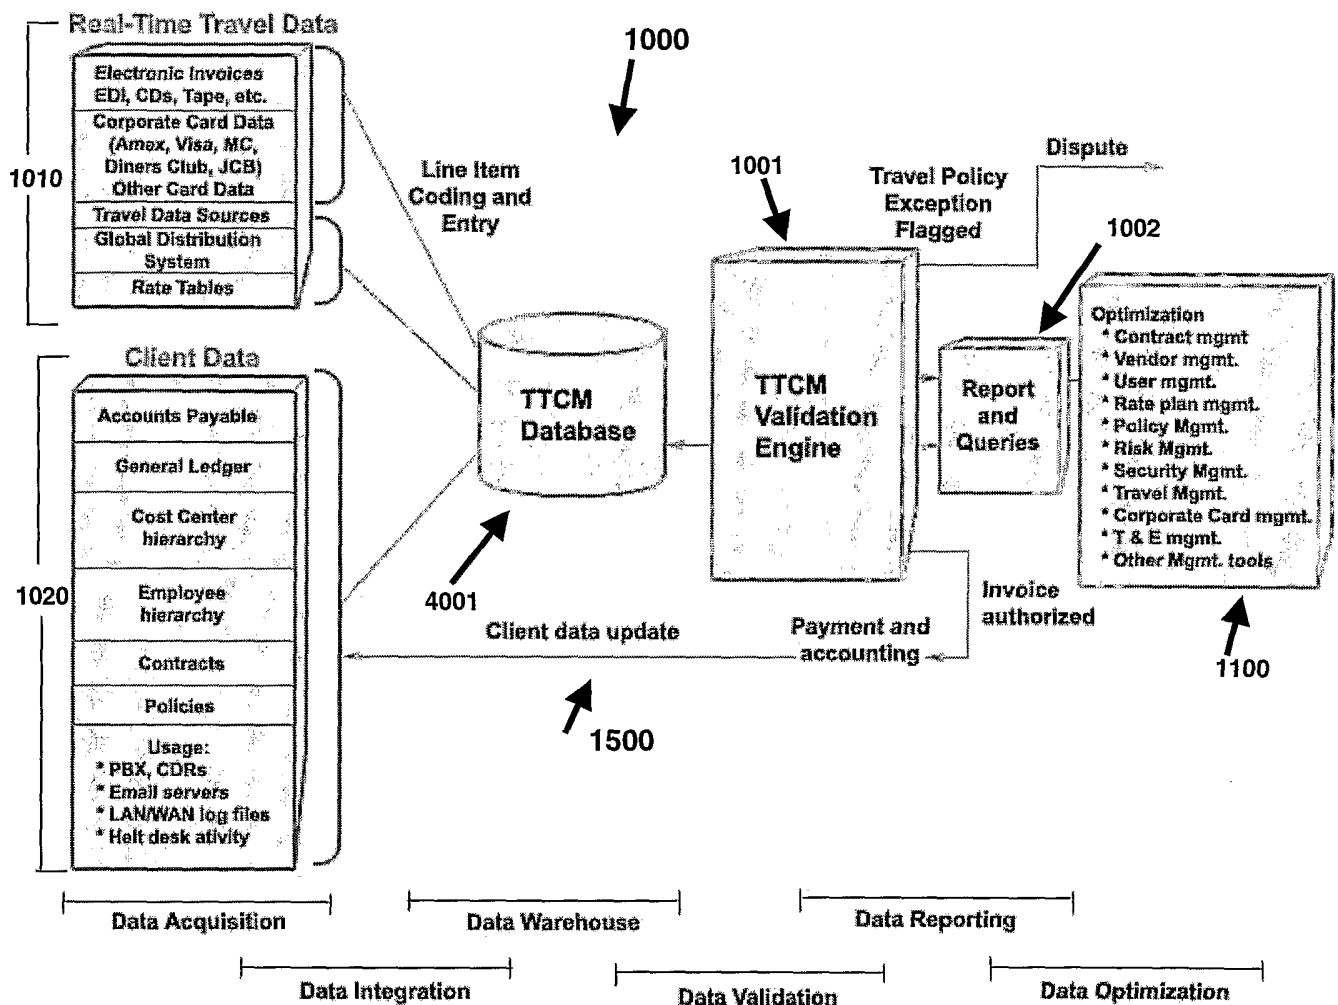 Real-Time Travel Data
Electronic Invoices
EDI, CDs, Tape, etc.
Corporate Card Data
(Amex, Visa, MC,
Diners Club, JCB)
Other Card Data
Travel Data Sources
Global Distribution
System
Rate Tables
1010
Client Data
Accounts Payable
General Ledger
Cost Center
hierarchy
Employee
hierarchy
Contracts
Policies
Usage:
* PBX, CDRs
* Email servers
* LAN/WAN log files
* Helt desk ativity
1020
Line Item
Coding and
Entry
1000
TTCM
Database
4001
1001
TTCM
Validation
Engine
Travel Policy
Exception
Flagged
Dispute
1002
Report
and
Queries
Optimization
* Contract mgmt
* Vendor mgmt.
* User mgmt.
* Rate plan mgmt.
* Policy Mgmt.
* Risk Mgmt.
* Security Mgmt.
* Travel Mgmt.
* Corporate Card mgmt.
* T & E mgmt.
* Other Mgmt. tools
1100
Invoice
authorized
Payment and
accounting
Client data update
1500
Data Acquisition
Data Warehouse
Data Reporting
Data Integration
Data Validation
Data Optimization